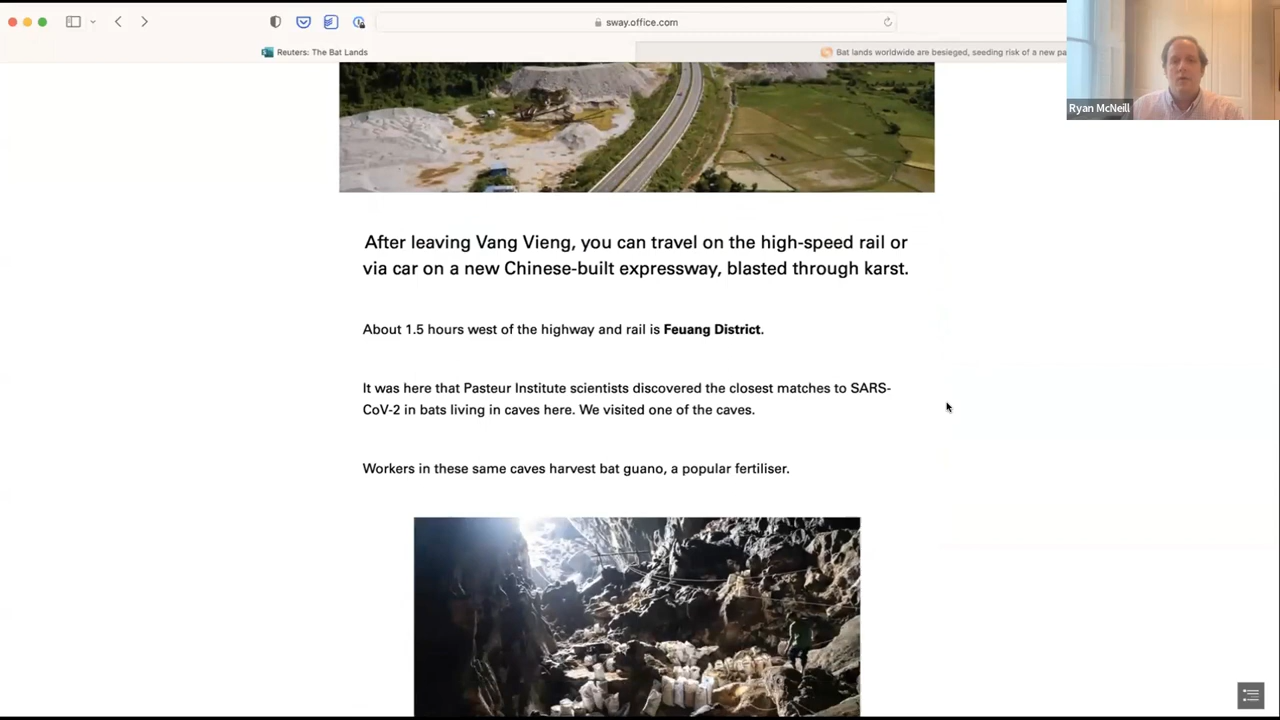 sway.office.com
Reuters: The Bat Lands
Bat lands worldwide are besieged, seeding risk of a new pa
Ryan McNeill
After leaving Vang Vieng, you can travel on the high-speed rail or
via car on a new Chinese-built expressway, blasted through karst.
About 1.5 hours west of the highway and rail is Feuang District.
It was here that Pasteur Institute scientists discovered the closest matches to SARS-
CoV-2 in bats living in caves here. We visited one of the caves.
Workers in these same caves harvest bat guano, a popular fertiliser.